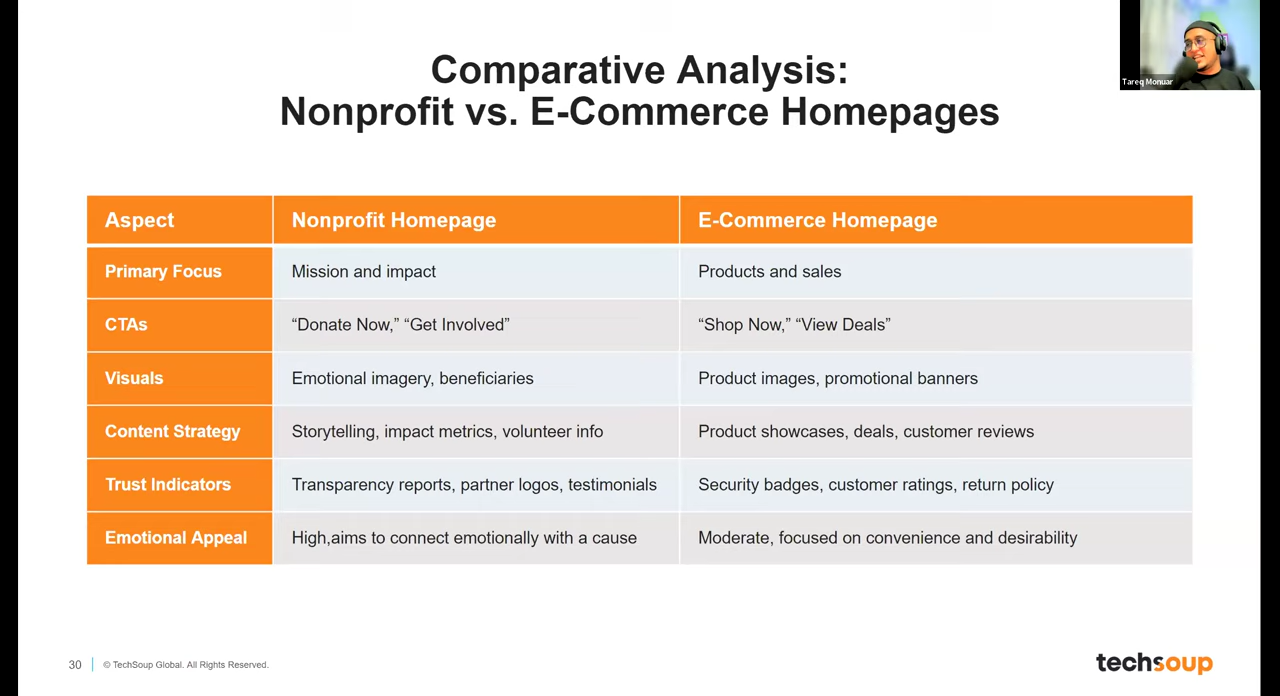 Tareq Monuar
Comparative Analysis:
Nonprofit vs. E-Commerce Homepages
Aspect Nonprofit Homepage E-Commerce Homepage
Primary Focus Mission and impact Products and sales
CTAs “Donate Now,” “Get Involved” “Shop Now,” “View Deals”
Visuals Emotional imagery, beneficiaries Product images, promotional banners
Content Strategy Storytelling, impact metrics, volunteer info Product showcases, deals, customer reviews
Trust Indicators Transparency reports, partner logos, testimonials Security badges, customer ratings, return policy
Emotional Appeal High,aims to connect emotionally with a cause Moderate, focused on convenience and desirability
30 © TechSoup Global. All Rights Reserved.
techsoup